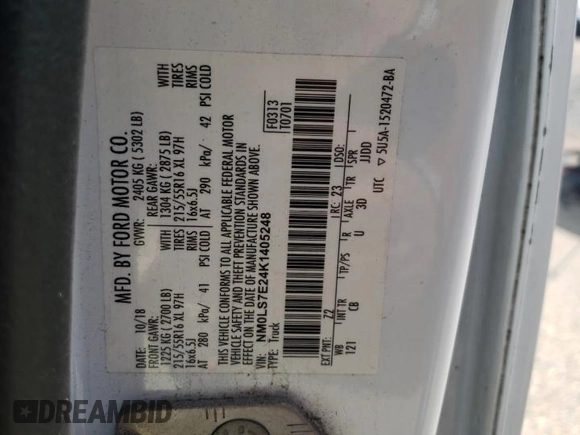 MFD. BY FORD MOTOR CO.
10/18 GVWR: 2405 KG ( 5302 LB)
FRONT GAWR: REAR GAWR: WITH
1225 KG (2700 LB) WITH 1304 KG ( 2875 LB) TIRES
215/55R16 XL 97H TIRES 215/55R16 XL 97H RIMS
16x6.5J RIMS 16x6.5J
AT 280 kPa/ 41 PSI COLD AT 290 kPa/ 42 PSI COLD
THIS VEHICLE CONFORMS TO ALL APPLICABLE FEDERAL MOTOR
VEHICLE SAFETY AND THEFT PREVENTION STANDARDS IN
EFFECT ON THE DATE OF MANUFACTURE SHOWN ABOVE.
VIN: NM0LS7E24K1405248
TYPE: Truck
F0313
T0701
EXT PNT: Z2 RC: 23 DSO:
WB INT TR TP/PS R AXLE TR SPR
121 CB U 3D JJDD
UTC ▽ 5U5A-1520472-BA
DREAMBID